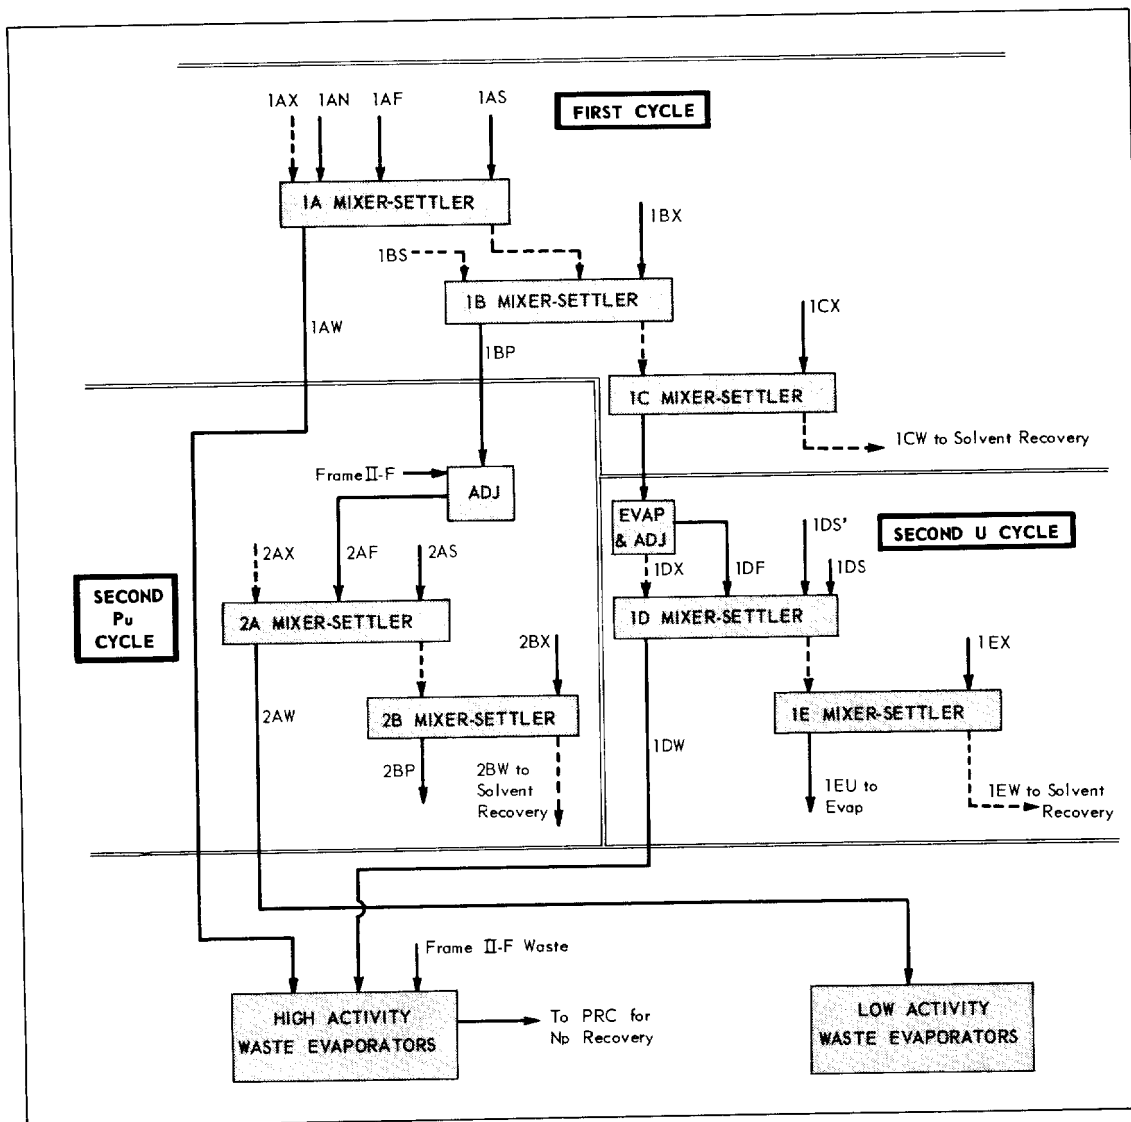 1AX
1AN
1AF
1AS
FIRST CYCLE
1A MIXER-SETTLER
1BX
1BS
1B MIXER-SETTLER
1CX
1AW
1BP
1C MIXER-SETTLER
1CW to Solvent Recovery
Frame II-F
ADJ
EVAP
& ADJ
1DS'
SECOND U CYCLE
2AX
2AF
2AS
1DX
1DF
1DS
SECOND
Pu
CYCLE
2A MIXER-SETTLER
1D MIXER-SETTLER
2BX
1EX
2AW
2B MIXER-SETTLER
1E MIXER-SETTLER
1DW
2BP
2BW to
Solvent
Recovery
1EU to
Evap
1EW to Solvent
Recovery
Frame II-F Waste
HIGH ACTIVITY
WASTE EVAPORATORS
To PRC for
Np Recovery
LOW ACTIVITY
WASTE EVAPORATORS